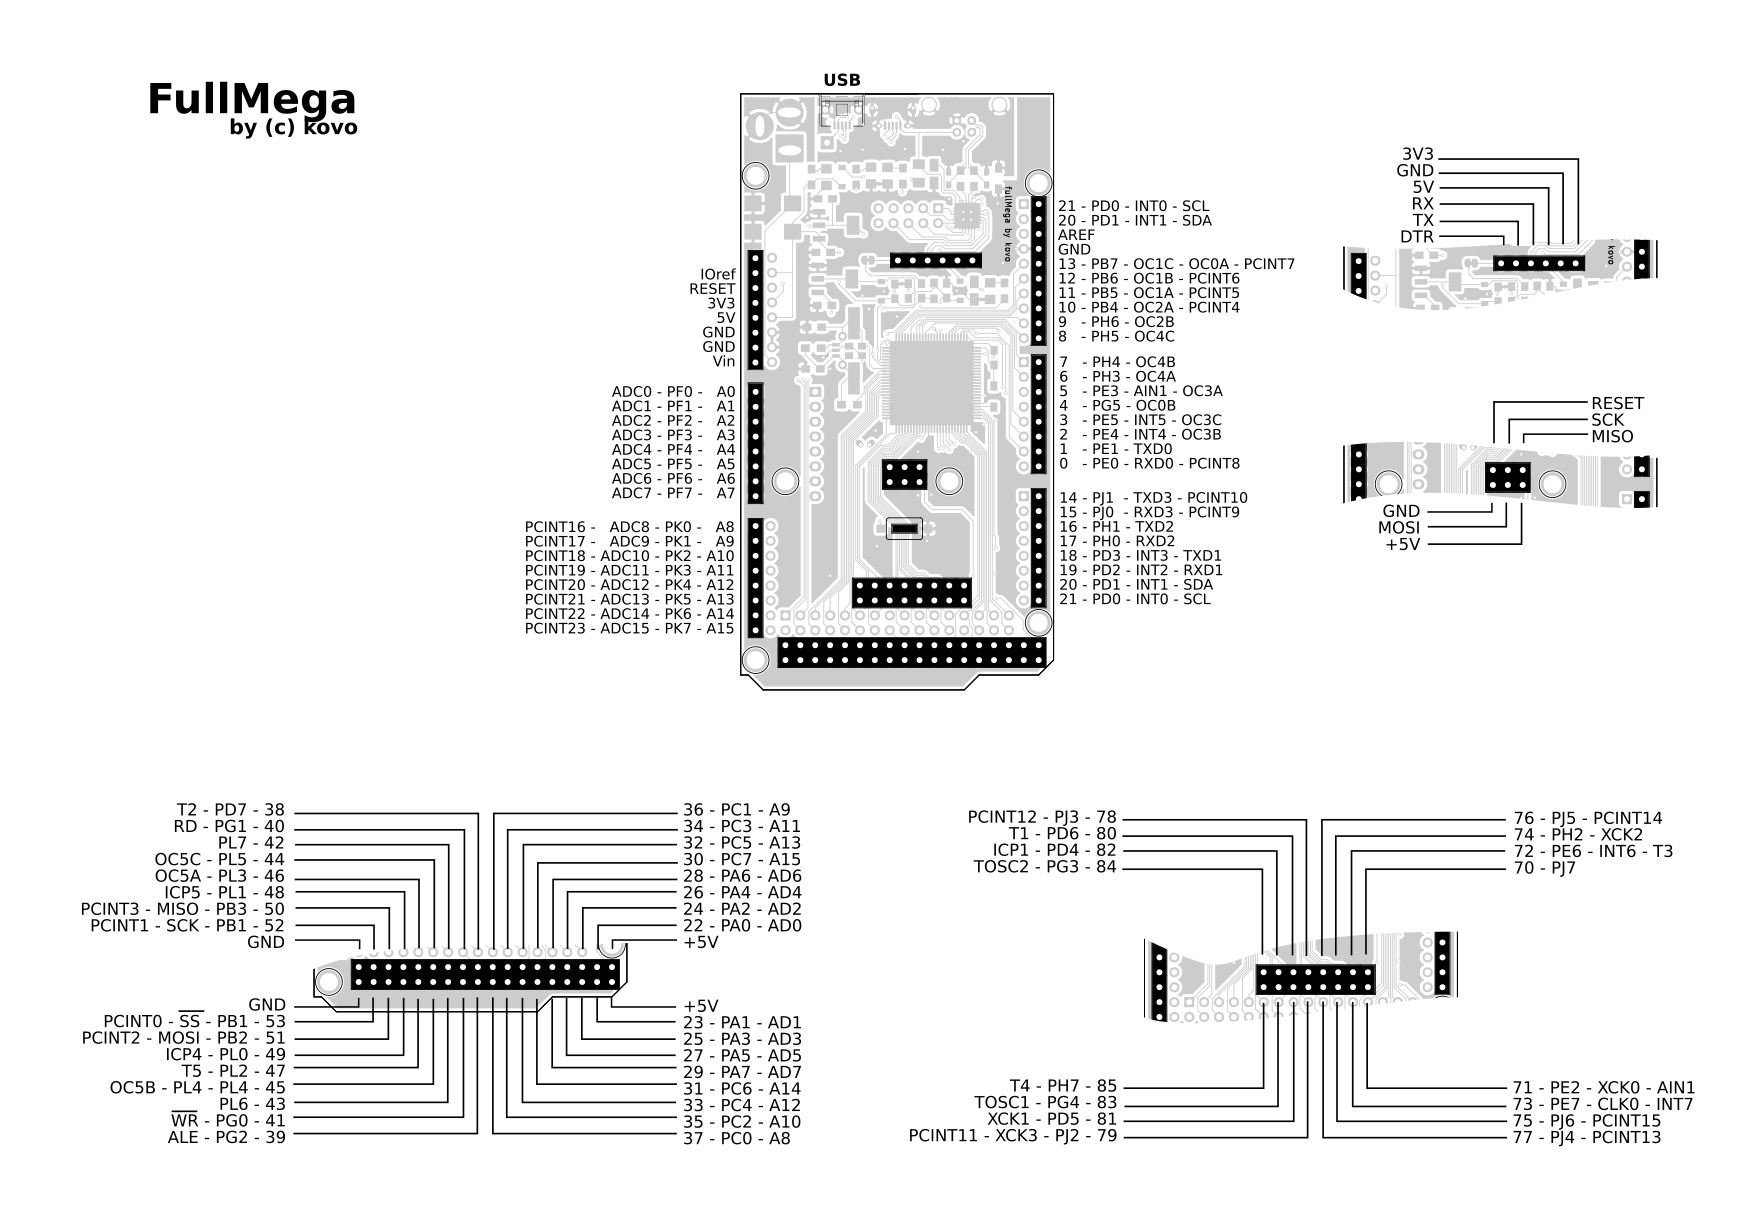 FullMega
by (c) kovo
USB
fullMega by kovo
IOref
RESET
3V3
5V
GND
GND
Vin
ADC0 - PF0 - A0
ADC1 - PF1 - A1
ADC2 - PF2 - A2
ADC3 - PF3 - A3
ADC4 - PF4 - A4
ADC5 - PF5 - A5
ADC6 - PF6 - A6
ADC7 - PF7 - A7
PCINT16 - ADC8 - PK0 - A8
PCINT17 - ADC9 - PK1 - A9
PCINT18 - ADC10 - PK2 - A10
PCINT19 - ADC11 - PK3 - A11
PCINT20 - ADC12 - PK4 - A12
PCINT21 - ADC13 - PK5 - A13
PCINT22 - ADC14 - PK6 - A14
PCINT23 - ADC15 - PK7 - A15
21 - PD0 - INT0 - SCL
20 - PD1 - INT1 - SDA
AREF
GND
13 - PB7 - OC1C - OC0A - PCINT7
12 - PB6 - OC1B - PCINT6
11 - PB5 - OC1A - PCINT5
10 - PB4 - OC2A - PCINT4
9 - PH6 - OC2B
8 - PH5 - OC4C
7 - PH4 - OC4B
6 - PH3 - OC4A
5 - PE3 - AIN1 - OC3A
4 - PG5 - OC0B
3 - PE5 - INT5 - OC3C
2 - PE4 - INT4 - OC3B
1 - PE1 - TXD0
0 - PE0 - RXD0 - PCINT8
14 - PJ1 - TXD3 - PCINT10
15 - PJ0 - RXD3 - PCINT9
16 - PH1 - TXD2
17 - PH0 - RXD2
18 - PD3 - INT3 - TXD1
19 - PD2 - INT2 - RXD1
20 - PD1 - INT1 - SDA
21 - PD0 - INT0 - SCL
3V3
GND
5V
RX
TX
DTR
kovo
RESET
SCK
MISO
GND
MOSI
+5V
T2 - PD7 - 38
RD - PG1 - 40
PL7 - 42
OC5C - PL5 - 44
OC5A - PL3 - 46
ICP5 - PL1 - 48
PCINT3 - MISO - PB3 - 50
PCINT1 - SCK - PB1 - 52
GND
36 - PC1 - A9
34 - PC3 - A11
32 - PC5 - A13
30 - PC7 - A15
28 - PA6 - AD6
26 - PA4 - AD4
24 - PA2 - AD2
22 - PA0 - AD0
+5V
GND
PCINT0 - SS - PB1 - 53
PCINT2 - MOSI - PB2 - 51
ICP4 - PL0 - 49
T5 - PL2 - 47
OC5B - PL4 - PL4 - 45
PL6 - 43
WR - PG0 - 41
ALE - PG2 - 39
+5V
23 - PA1 - AD1
25 - PA3 - AD3
27 - PA5 - AD5
29 - PA7 - AD7
31 - PC6 - A14
33 - PC4 - A12
35 - PC2 - A10
37 - PC0 - A8
PCINT12 - PJ3 - 78
T1 - PD6 - 80
ICP1 - PD4 - 82
TOSC2 - PG3 - 84
76 - PJ5 - PCINT14
74 - PH2 - XCK2
72 - PE6 - INT6 - T3
70 - PJ7
T4 - PH7 - 85
TOSC1 - PG4 - 83
XCK1 - PD5 - 81
PCINT11 - XCK3 - PJ2 - 79
71 - PE2 - XCK0 - AIN1
73 - PE7 - CLK0 - INT7
75 - PJ6 - PCINT15
77 - PJ4 - PCINT13